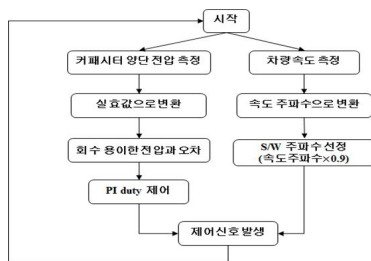 시작
커패시터 양단 전압 측정
차량 속도 측정
실효값으로 변환
속도 주파수로 변환
회수 용이한 전압과 오차
S/W 주파수 선정
(속도주파수×0.9)
PI duty 제어
제어신호발생